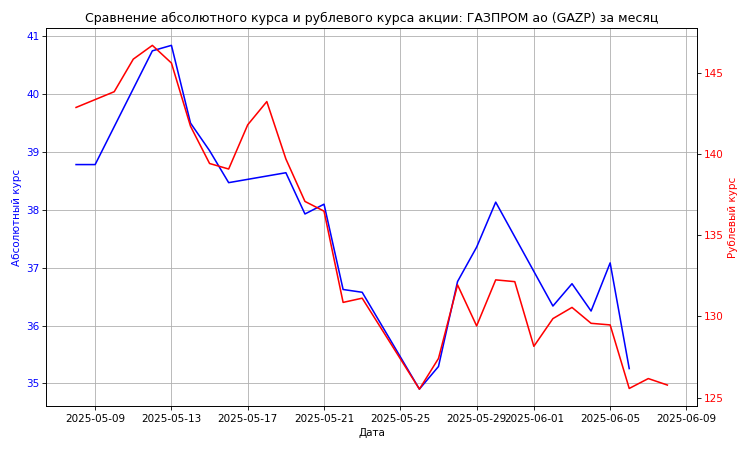 Сравнение абсолютного курса и рублевого курса акции: ГАЗПРОМ ао (GAZP) за месяц
41
40
39
38
37
36
35
Абсолютный курс
145
140
135
130
125
Рублевый курс
2025-05-09 2025-05-13 2025-05-17 2025-05-21 2025-05-25 2025-05-29 2025-06-01 2025-06-05 2025-06-09
Дата